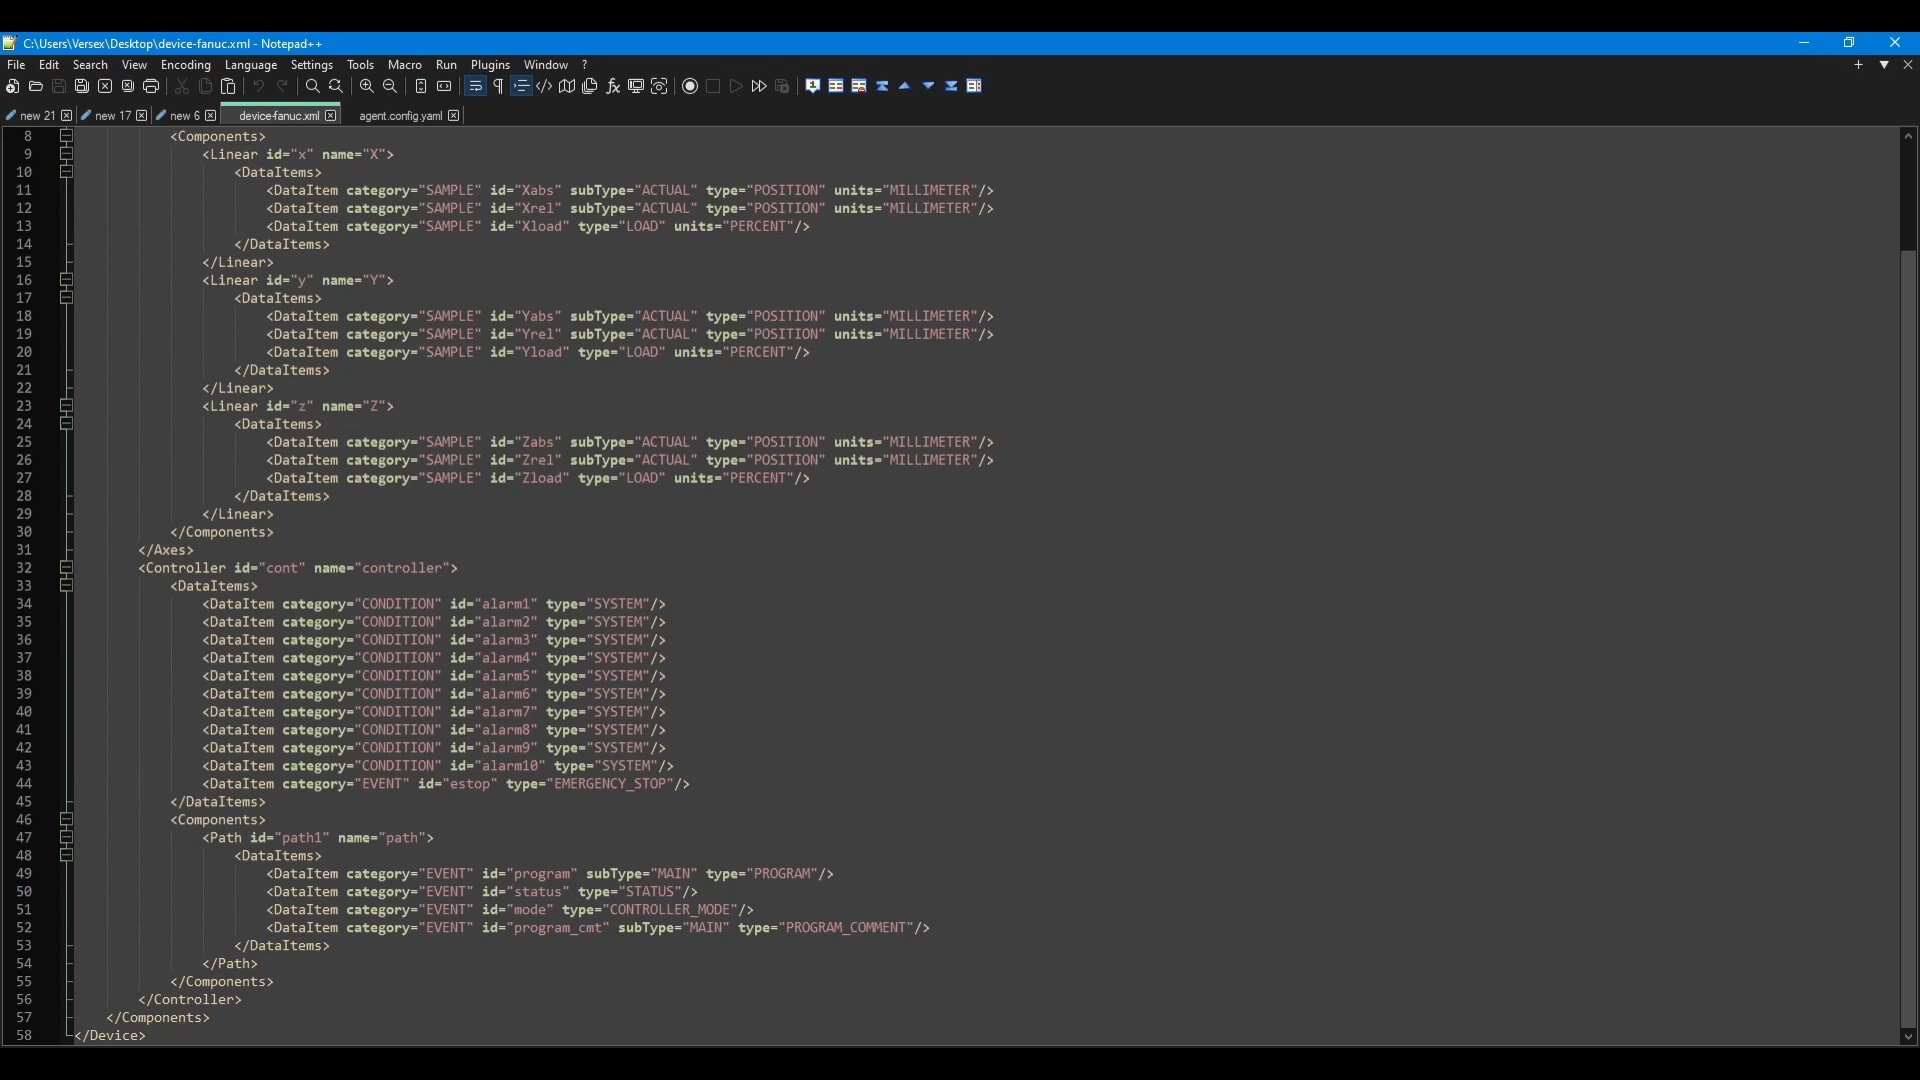 C:\Users\Versex\Desktop\device-fanuc.xml - Notepad++
File Edit Search View Encoding Language Settings Tools Macro Run Plugins Window ?
new 21 new 17 new 6 device-fanuc.xml agent.config.yaml
8 <Components>
9 <Linear id="x" name="X">
10 <DataItems>
11 <DataItem category="SAMPLE" id="Xabs" subType="ACTUAL" type="POSITION" units="MILLIMETER"/>
12 <DataItem category="SAMPLE" id="Xrel" subType="ACTUAL" type="POSITION" units="MILLIMETER"/>
13 <DataItem category="SAMPLE" id="Xload" type="LOAD" units="PERCENT"/>
14 </DataItems>
15 </Linear>
16 <Linear id="y" name="Y">
17 <DataItems>
18 <DataItem category="SAMPLE" id="Yabs" subType="ACTUAL" type="POSITION" units="MILLIMETER"/>
19 <DataItem category="SAMPLE" id="Yrel" subType="ACTUAL" type="POSITION" units="MILLIMETER"/>
20 <DataItem category="SAMPLE" id="Yload" type="LOAD" units="PERCENT"/>
21 </DataItems>
22 </Linear>
23 <Linear id="z" name="Z">
24 <DataItems>
25 <DataItem category="SAMPLE" id="Zabs" subType="ACTUAL" type="POSITION" units="MILLIMETER"/>
26 <DataItem category="SAMPLE" id="Zrel" subType="ACTUAL" type="POSITION" units="MILLIMETER"/>
27 <DataItem category="SAMPLE" id="Zload" type="LOAD" units="PERCENT"/>
28 </DataItems>
29 </Linear>
30 </Components>
31 </Axes>
32 <Controller id="cont" name="controller">
33 <DataItems>
34 <DataItem category="CONDITION" id="alarm1" type="SYSTEM"/>
35 <DataItem category="CONDITION" id="alarm2" type="SYSTEM"/>
36 <DataItem category="CONDITION" id="alarm3" type="SYSTEM"/>
37 <DataItem category="CONDITION" id="alarm4" type="SYSTEM"/>
38 <DataItem category="CONDITION" id="alarm5" type="SYSTEM"/>
39 <DataItem category="CONDITION" id="alarm6" type="SYSTEM"/>
40 <DataItem category="CONDITION" id="alarm7" type="SYSTEM"/>
41 <DataItem category="CONDITION" id="alarm8" type="SYSTEM"/>
42 <DataItem category="CONDITION" id="alarm9" type="SYSTEM"/>
43 <DataItem category="CONDITION" id="alarm10" type="SYSTEM"/>
44 <DataItem category="EVENT" id="estop" type="EMERGENCY_STOP"/>
45 </DataItems>
46 <Components>
47 <Path id="path1" name="path">
48 <DataItems>
49 <DataItem category="EVENT" id="program" subType="MAIN" type="PROGRAM"/>
50 <DataItem category="EVENT" id="status" type="STATUS"/>
51 <DataItem category="EVENT" id="mode" type="CONTROLLER_MODE"/>
52 <DataItem category="EVENT" id="program_cmt" subType="MAIN" type="PROGRAM_COMMENT"/>
53 </DataItems>
54 </Path>
55 </Components>
56 </Controller>
57 </Components>
58 </Device>